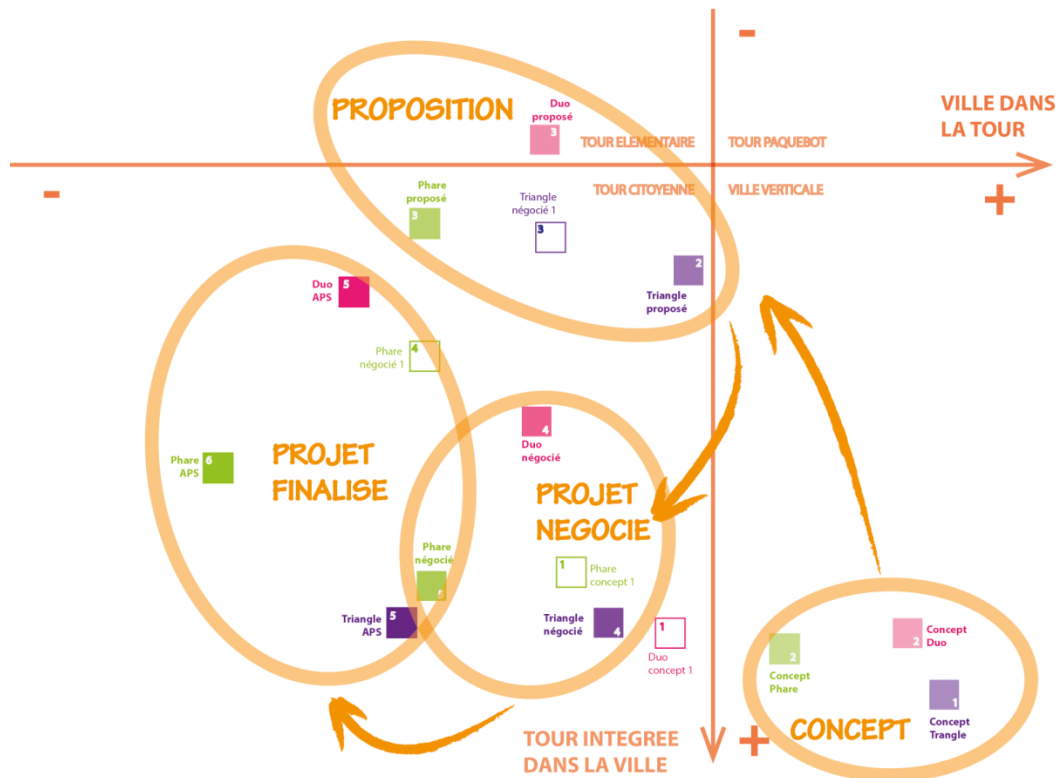 -
VILLE DANS
LA TOUR
PROPOSITION
Duo
proposé
3
TOUR ELEMENTAIRE
TOUR PAQUEBOT
-
TOUR CITOYENNE
VILLE VERTICALE
+
Phare
proposé
3
Triangle
négocié 1
3
2
Triangle
proposé
Duo
APS
5
Phare
négocié 1
4
4
Duo
négocié
Phare
APS
6
PROJET
FINALISE
PROJET
NEGOCIE
Phare
négocié
5
1
Phare
concept 1
Triangle
APS
5
Triangle
négocié
4
1
Duo
concept 1
2
Concept
Phare
2
Concept
Duo
1
Concept
Trangle
CONCEPT
TOUR INTEGREE
DANS LA VILLE
+